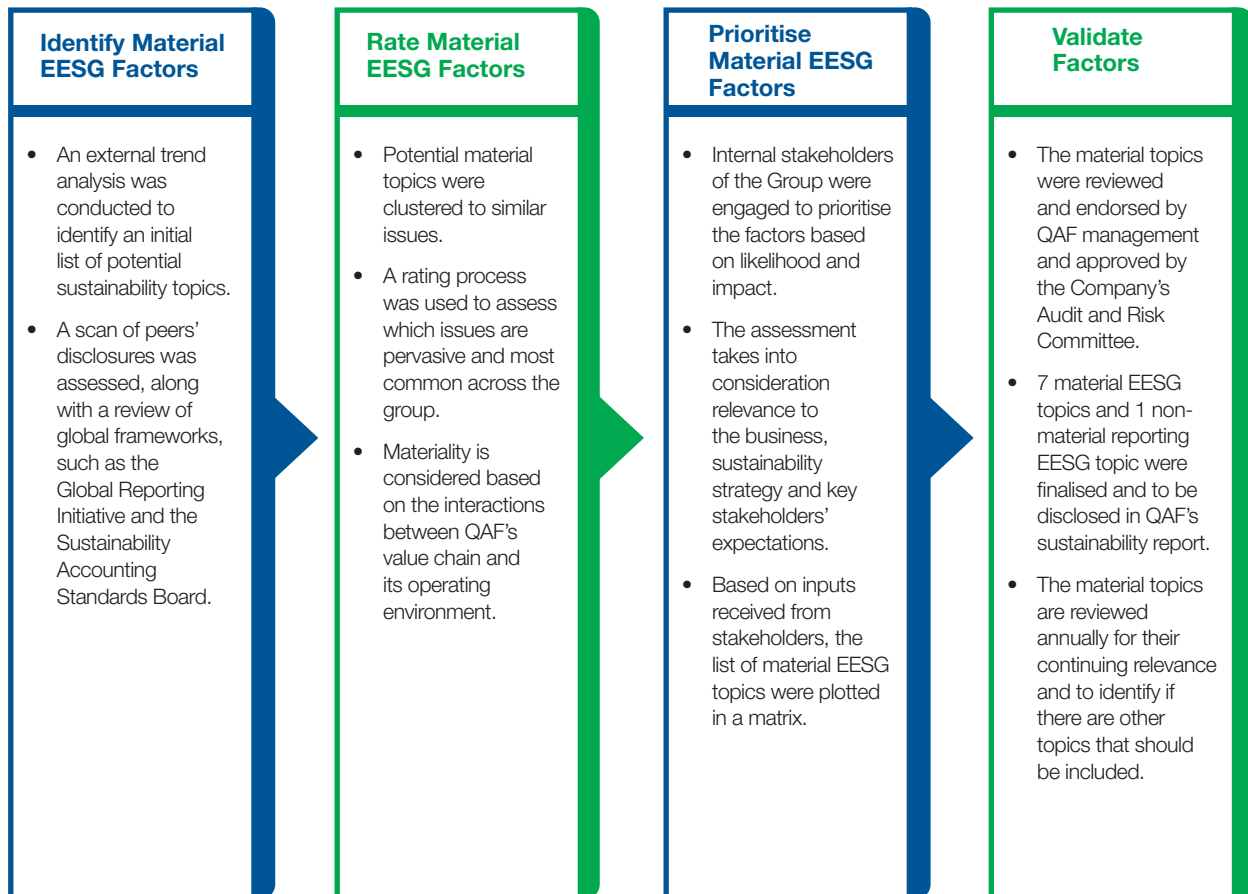 Identify Material
EESG Factors
• An external trend
analysis was
conducted to
identify an initial
list of potential
sustainability topics.
• A scan of peers’
disclosures was
assessed, along
with a review of
global frameworks,
such as the
Global Reporting
Initiative and the
Sustainability
Accounting
Standards Board.
Rate Material
EESG Factors
• Potential material
topics were
clustered to similar
issues.
• A rating process
was used to assess
which issues are
pervasive and most
common across the
group.
• Materiality is
considered based
on the interactions
between QAF’s
value chain and
its operating
environment.
Prioritise
Material EESG
Factors
• Internal stakeholders
of the Group were
engaged to prioritise
the factors based
on likelihood and
impact.
• The assessment
takes into
consideration
relevance to
the business,
sustainability
strategy and key
stakeholders’
expectations.
• Based on inputs
received from
stakeholders, the
list of material EESG
topics were plotted
in a matrix.
Validate
Factors
• The material topics
were reviewed
and endorsed by
QAF management
and approved by
the Company’s
Audit and Risk
Committee.
• 7 material EESG
topics and 1 non-
material reporting
EESG topic were
finalised and to be
disclosed in QAF’s
sustainability report.
• The material topics
are reviewed
annually for their
continuing relevance
and to identify if
there are other
topics that should
be included.